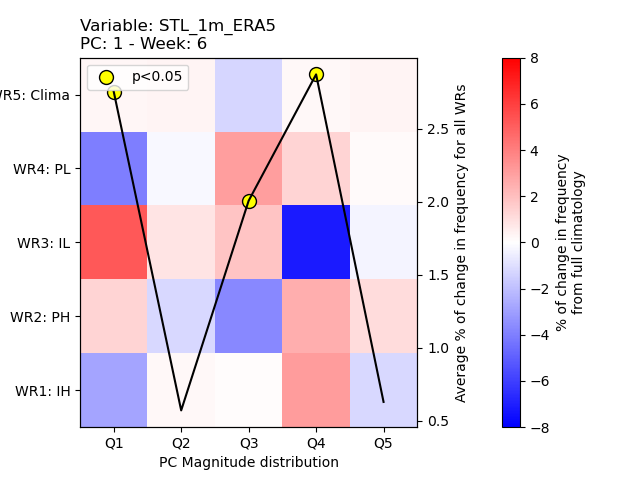 Variable: STL_1m_ERA5
PC: 1 - Week: 6
p<0.05
WR5: Clima
WR4: PL
WR3: IL
WR2: PH
WR1: IH
Q1 Q2 Q3 Q4 Q5
PC Magnitude distribution
2.5
2.0
1.5
1.0
0.5
Average % of change in frequency for all WRs
8
6
4
2
0
−2
−4
−6
−8
% of change in frequency
from full climatology